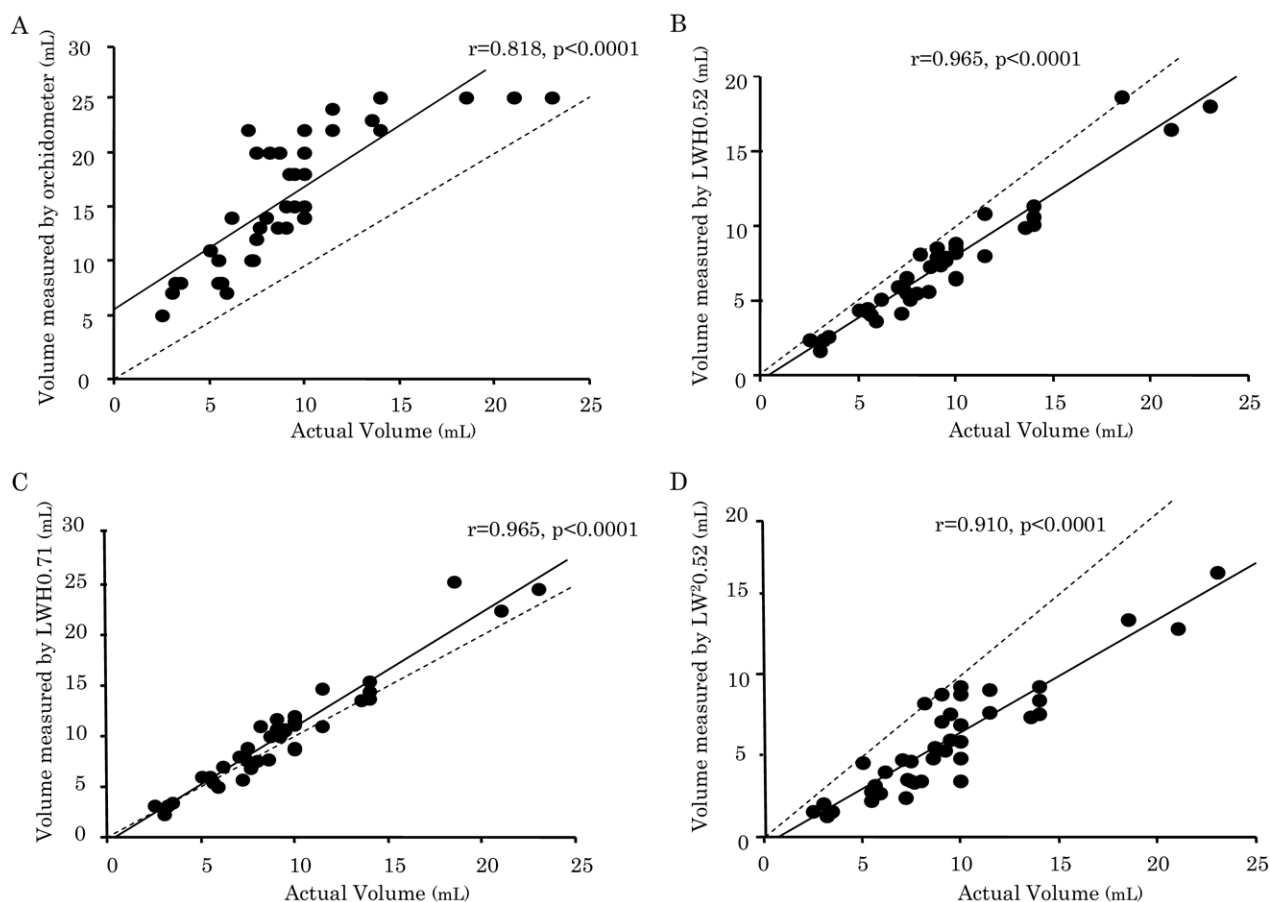 A
Volume measured by orchidometer (mL)
30
25
20
15
10
5
0
r=0.818, p<0.0001
0 5 10 15 20 25
Actual Volume (mL)
B
Volume measured by LWH0.52 (mL)
20
15
10
5
0
r=0.965, p<0.0001
0 5 10 15 20 25
Actual Volume (mL)
C
Volume measured by LWH0.71 (mL)
30
25
20
15
10
5
0
r=0.965, p<0.0001
0 5 10 15 20 25
Actual Volume (mL)
D
Volume measured by LW²0.52 (mL)
20
15
10
5
0
r=0.910, p<0.0001
0 5 10 15 20 25
Actual Volume (mL)